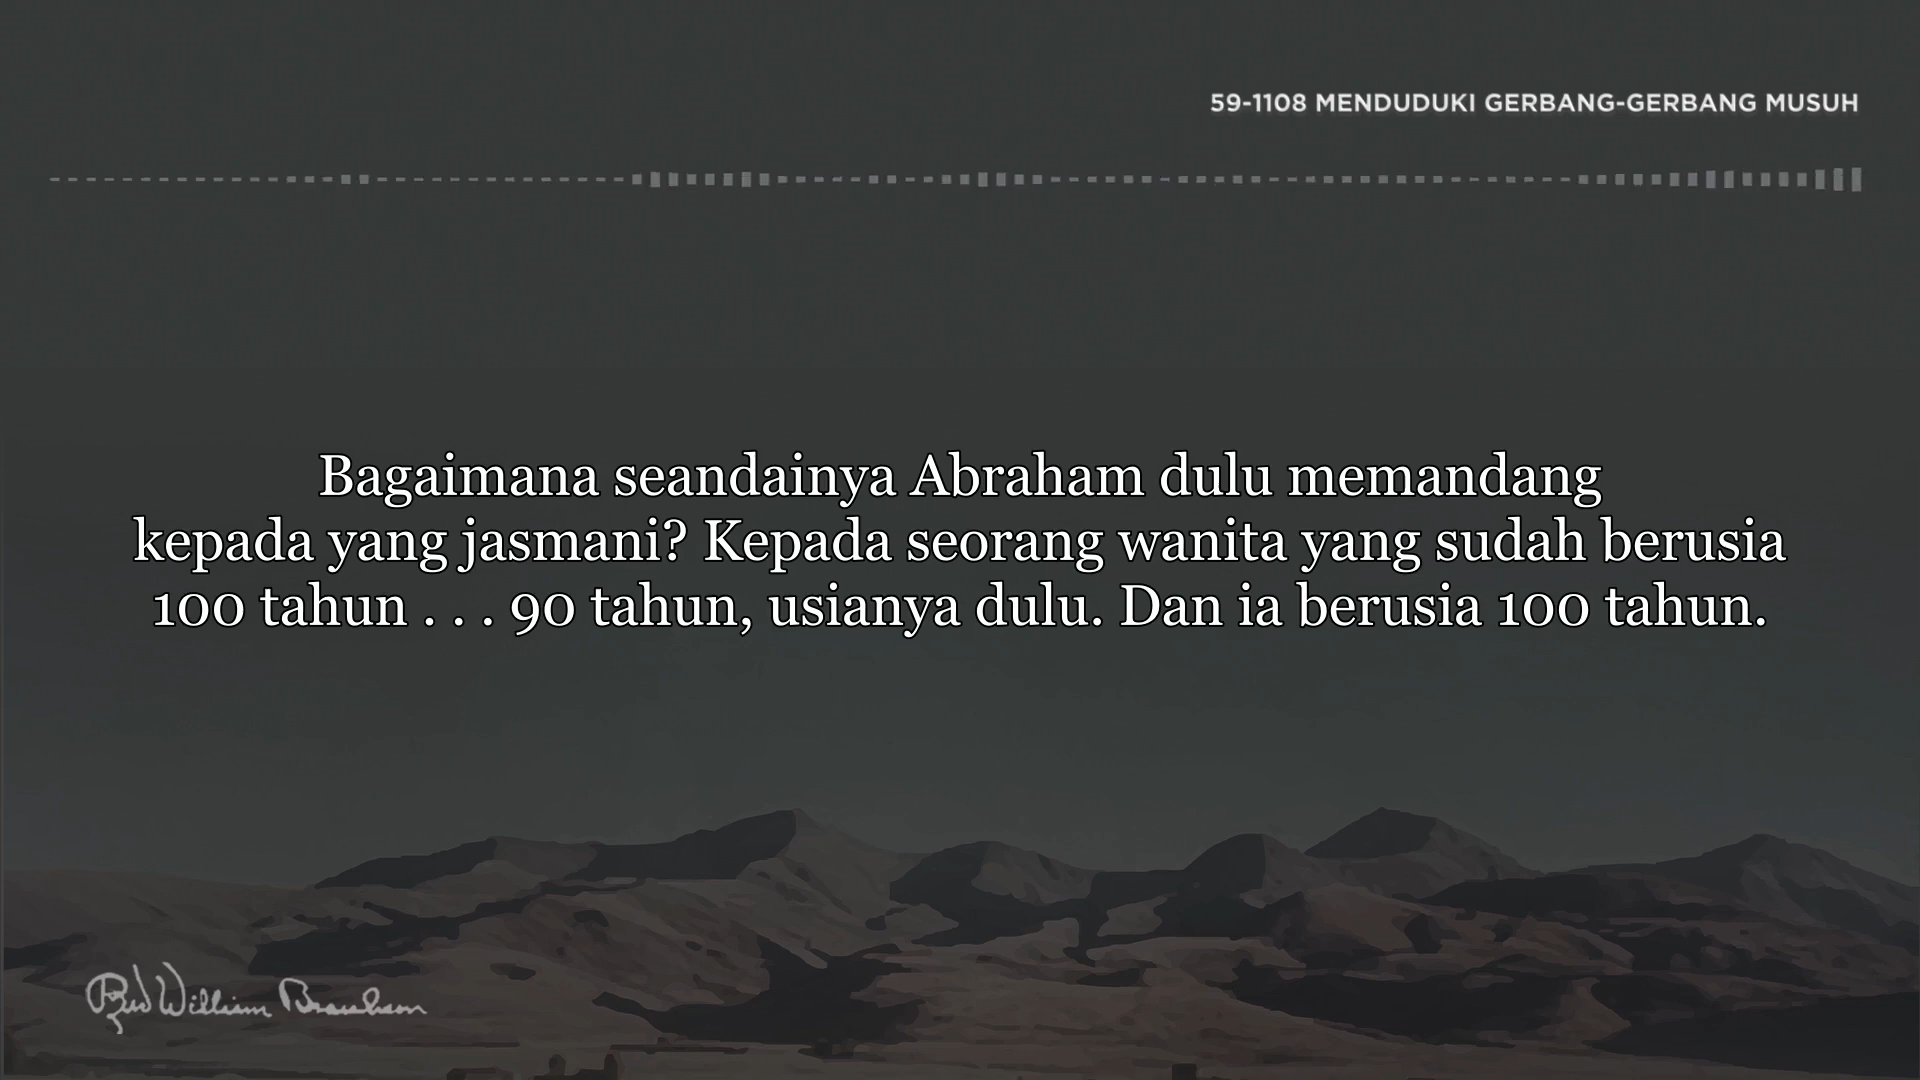 59-1108 MENDUDUKI GERBANG-GERBANG MUSUH
Bagaimana seandainya Abraham dulu memandang
kepada yang jasmani? Kepada seorang wanita yang sudah berusia
100 tahun . . . 90 tahun, usianya dulu. Dan ia berusia 100 tahun.
Rev William Branham